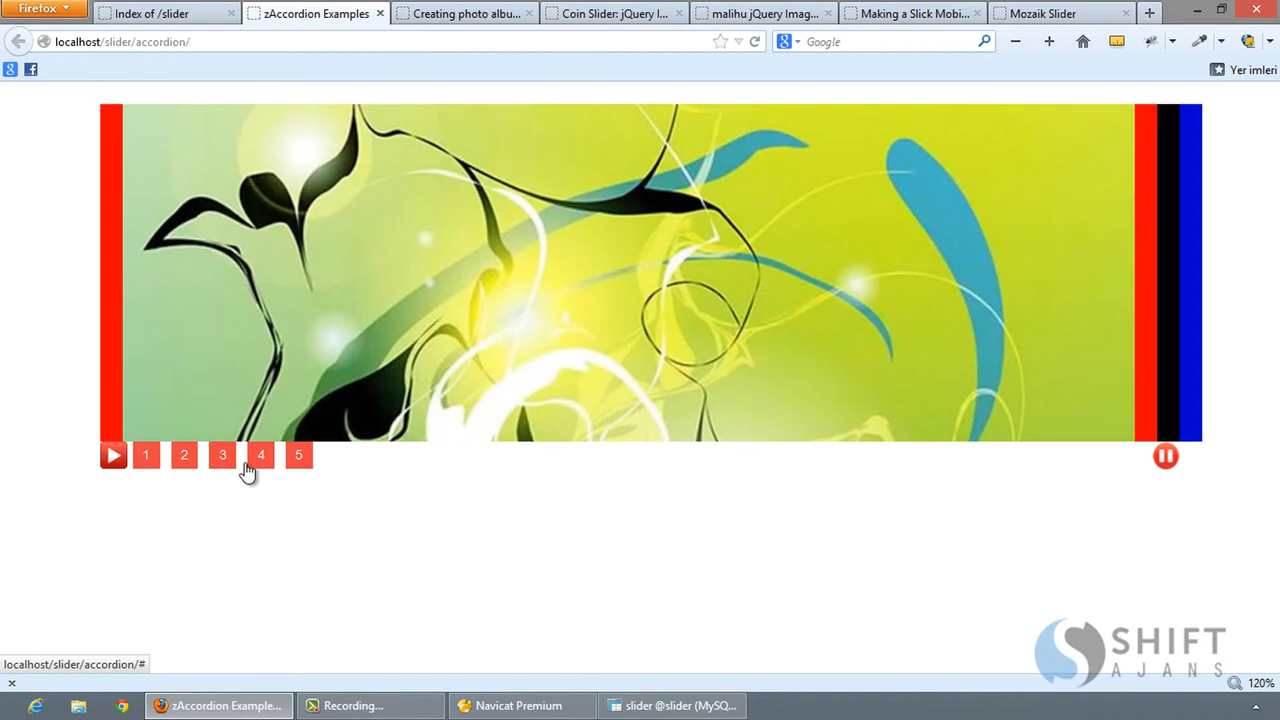 Firefox
Index of /slider
zAccordion Examples
Creating photo albu...
Coin Slider: jQuery I...
malihu jQuery Imag...
Making a Slick Mobi...
Mozaik Slider
localhost/slider/accordion/
Google
Yer imleri
1 2 3 4 5
SHIFT
AJANS
localhost/slider/accordion/#
120%
zAccordion Example...
Recording...
Navicat Premium
slider @slider (MySQ...